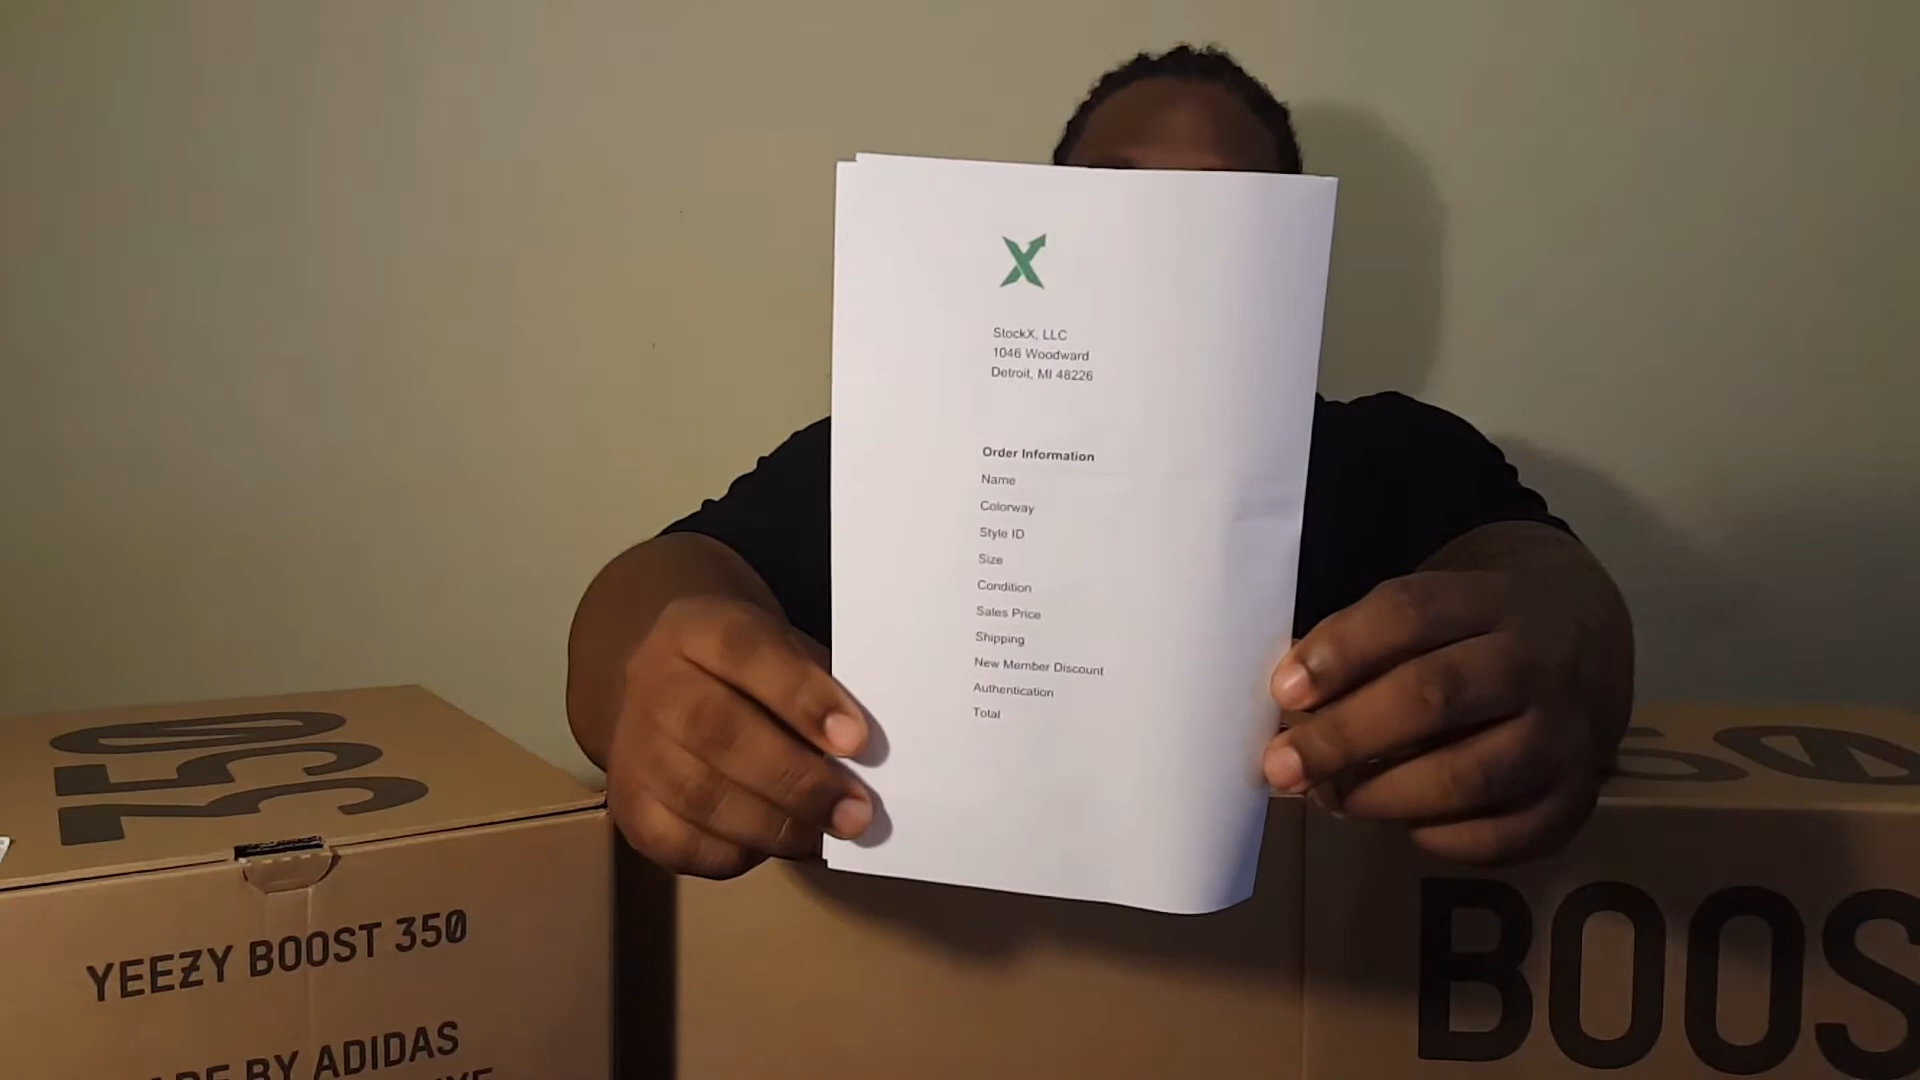 StockX, LLC
1046 Woodward
Detroit, MI 48226
Order Information
Name
Colorway
Style ID
Size
Condition
Sales Price
Shipping
New Member Discount
Authentication
Total
350
YEEZY BOOST 350
BY ADIDAS
50
BOOS